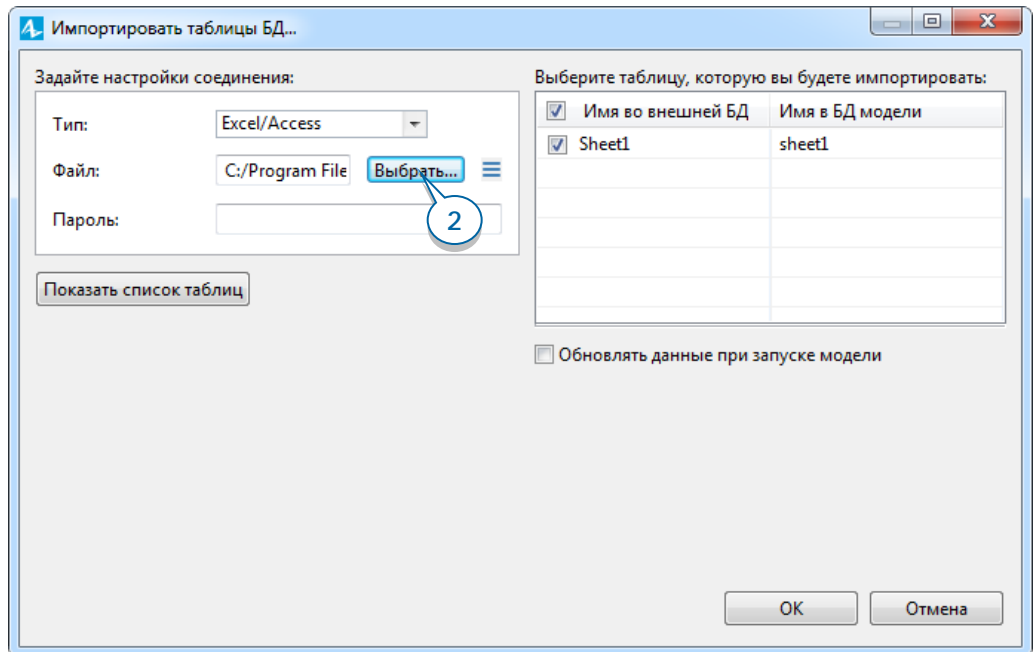 Импортировать таблицы БД...
Задайте настройки соединения:
Тип:
Excel/Access
Файл:
C:/Program File
Выбрать...
2
Пароль:
Показать список таблиц
Выберите таблицу, которую вы будете импортировать:
Имя во внешней БД
Имя в БД модели
Sheet1
sheet1
Обновлять данные при запуске модели
OK
Отмена